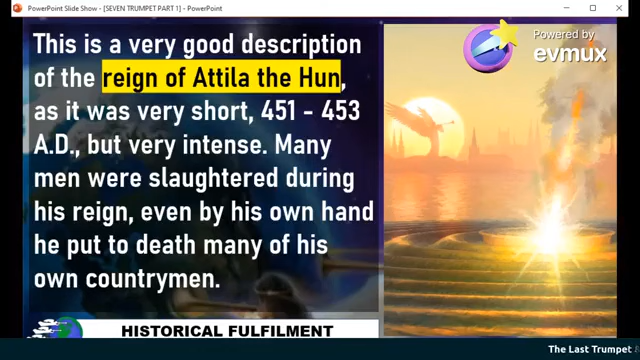 PowerPoint Slide Show - [SEVEN TRUMPET PART 1] - PowerPoint
This is a very good description
of the reign of Attila the Hun,
as it was very short, 451 - 453
A.D., but very intense. Many
men were slaughtered during
his reign, even by his own hand
he put to death many of his
own countrymen.
Powered by
evmux
HISTORICAL FULFILMENT
The Last Trumpet